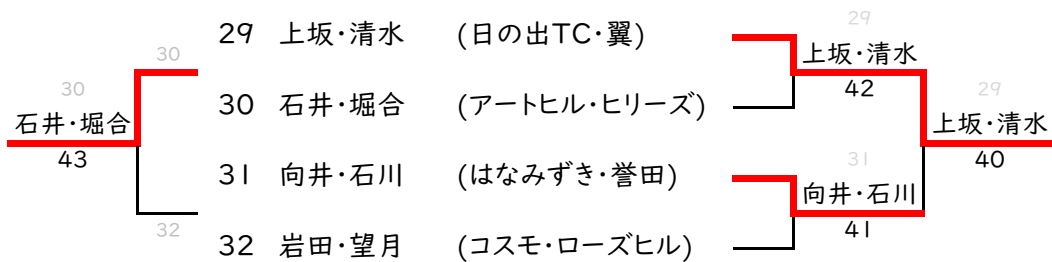 29 上坂・清水 (日の出TC・翼)
30 石井・堀合 (アートヒル・ヒリーズ)
31 向井・石川 (はなみずき・誉田)
32 岩田・望月 (コスモ・ローズヒル)
30
30
石井・堀合
43
32
29
上坂・清水
42
31
向井・石川
41
29
上坂・清水
40